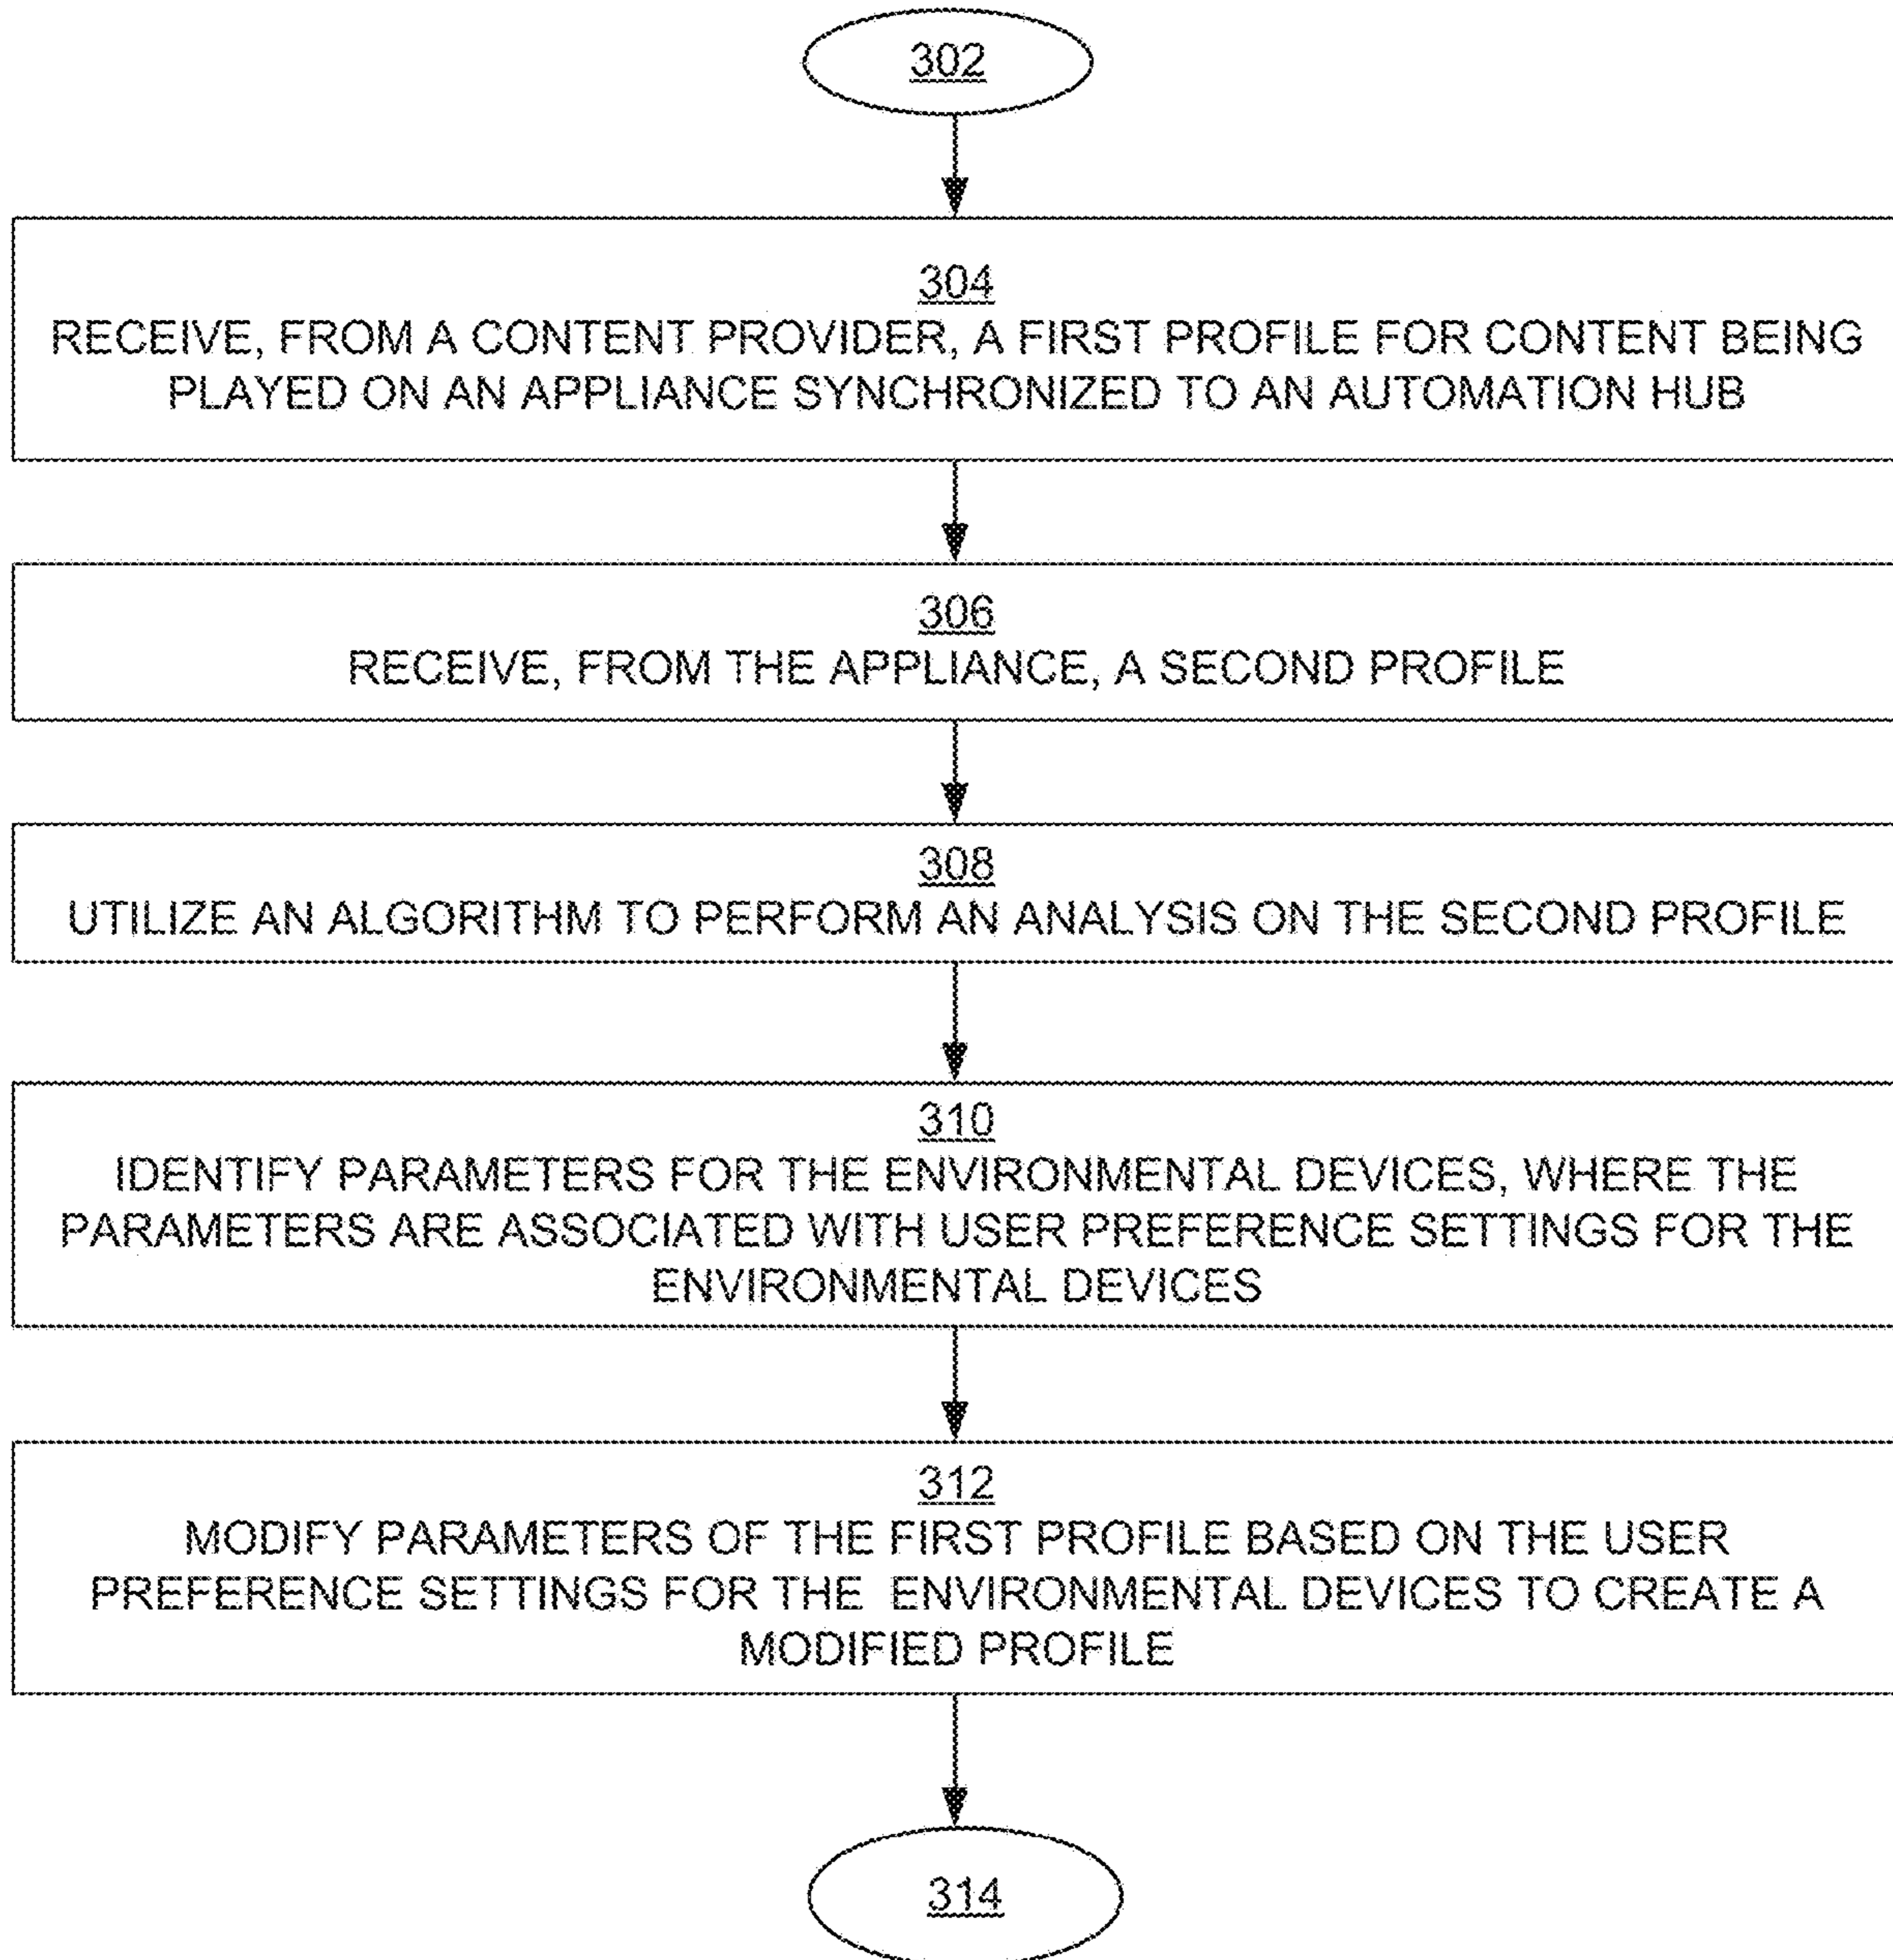 302
304
RECEIVE, FROM A CONTENT PROVIDER, A FIRST PROFILE FOR CONTENT BEING
PLAYED ON AN APPLIANCE SYNCHRONIZED TO AN AUTOMATION HUB
306
RECEIVE, FROM THE APPLIANCE, A SECOND PROFILE
308
UTILIZE AN ALGORITHM TO PERFORM AN ANALYSIS ON THE SECOND PROFILE
310
IDENTIFY PARAMETERS FOR THE ENVIRONMENTAL DEVICES, WHERE THE
PARAMETERS ARE ASSOCIATED WITH USER PREFERENCE SETTINGS FOR THE
ENVIRONMENTAL DEVICES
312
MODIFY PARAMETERS OF THE FIRST PROFILE BASED ON THE USER
PREFERENCE SETTINGS FOR THE ENVIRONMENTAL DEVICES TO CREATE A
MODIFIED PROFILE
314